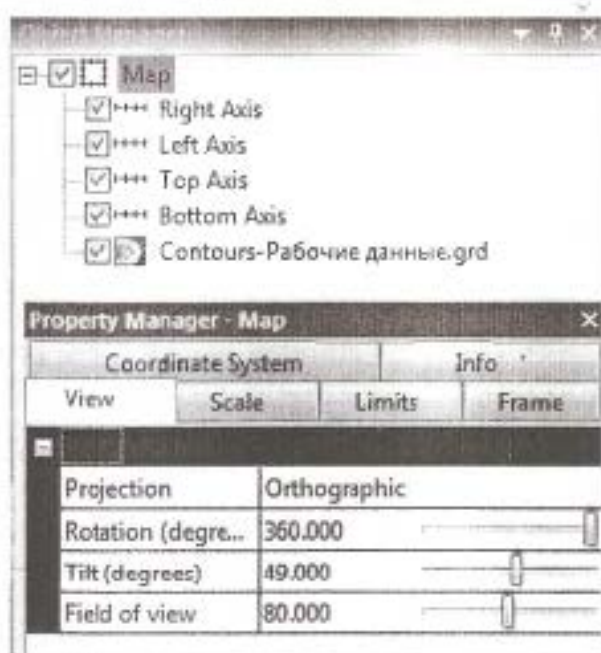 Map
Right Axis
Left Axis
Top Axis
Bottom Axis
Contours-Рабочие данные.grd
Property Manager - Map
Coordinate System Info
View Scale Limits Frame
Projection Orthographic
Rotation (degre... 360.000
Tilt (degrees) 49.000
Field of view 80.000